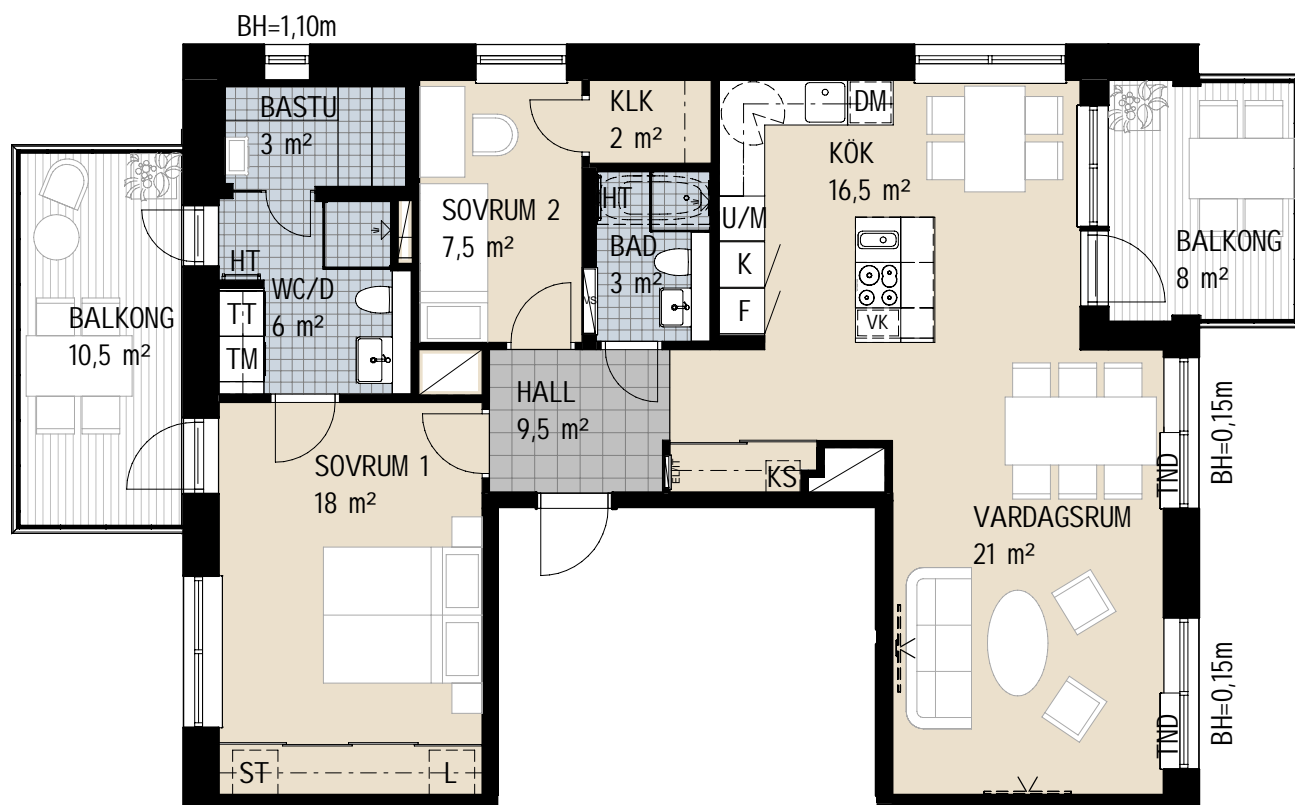 BH=1,10m
BASTU
3 m²
KLK
2 m²
DM
KÖK
16,5 m²
SOVRUM 2
7,5 m²
HT
U/M
BAD
3 m²
K
F
VS
VK
BALKONG
8 m²
HT
WC/D
6 m²
TT
TM
BALKONG
10,5 m²
HALL
9,5 m²
SOVRUM 1
18 m²
ELM/IT
KS
TND
BH=0,15m
VARDAGSRUM
21 m²
TND
BH=0,15m
ST
L